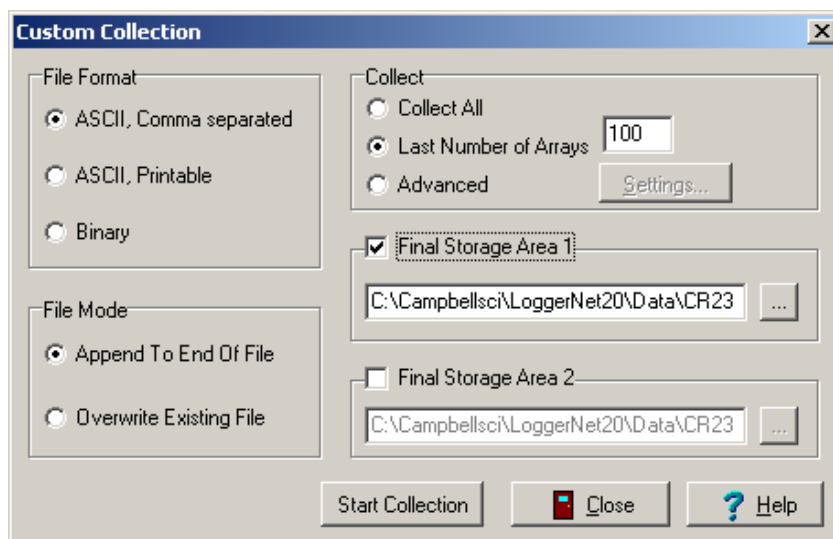 Custom Collection
File Format
ASCII, Comma separated
ASCII, Printable
Binary
File Mode
Append To End Of File
Overwrite Existing File
Collect
Collect All
Last Number of Arrays 100
Advanced Settings...
Final Storage Area 1
C:\Campbellsci\LoggerNet20\Data\CR23 ...
Final Storage Area 2
C:\Campbellsci\LoggerNet20\Data\CR23 ...
Start Collection Close ? Help